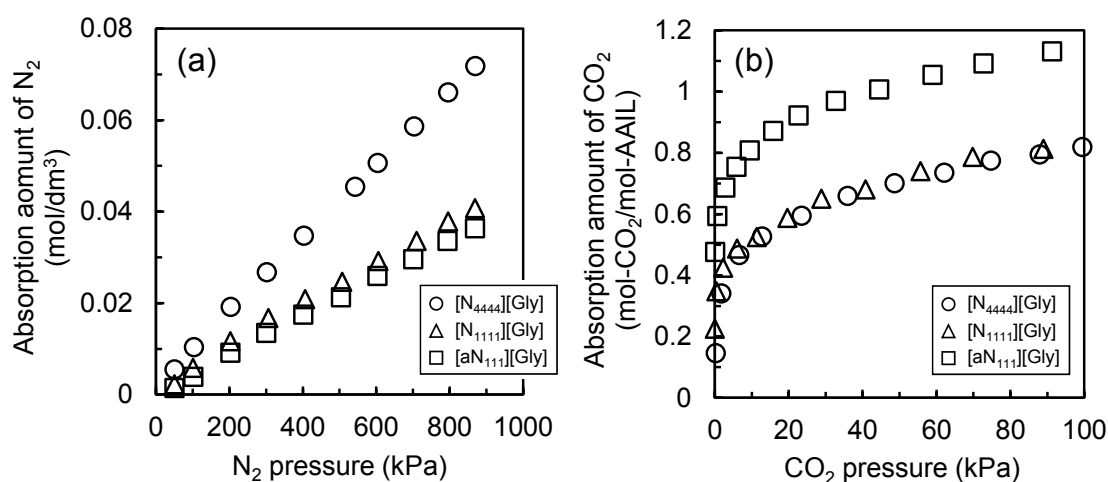 (a)
Absorption aomunt of N2
(mol/dm3)
0.08
0.06
0.04
0.02
0
0 200 400 600 800 1000
N2 pressure (kPa)
[N4444][Gly]
[N1111][Gly]
[aN111][Gly]
(b)
Absorption amount of CO2
(mol-CO2/mol-AAIL)
1.2
1
0.8
0.6
0.4
0.2
0
0 20 40 60 80 100
CO2 pressure (kPa)
[N4444][Gly]
[N1111][Gly]
[aN111][Gly]